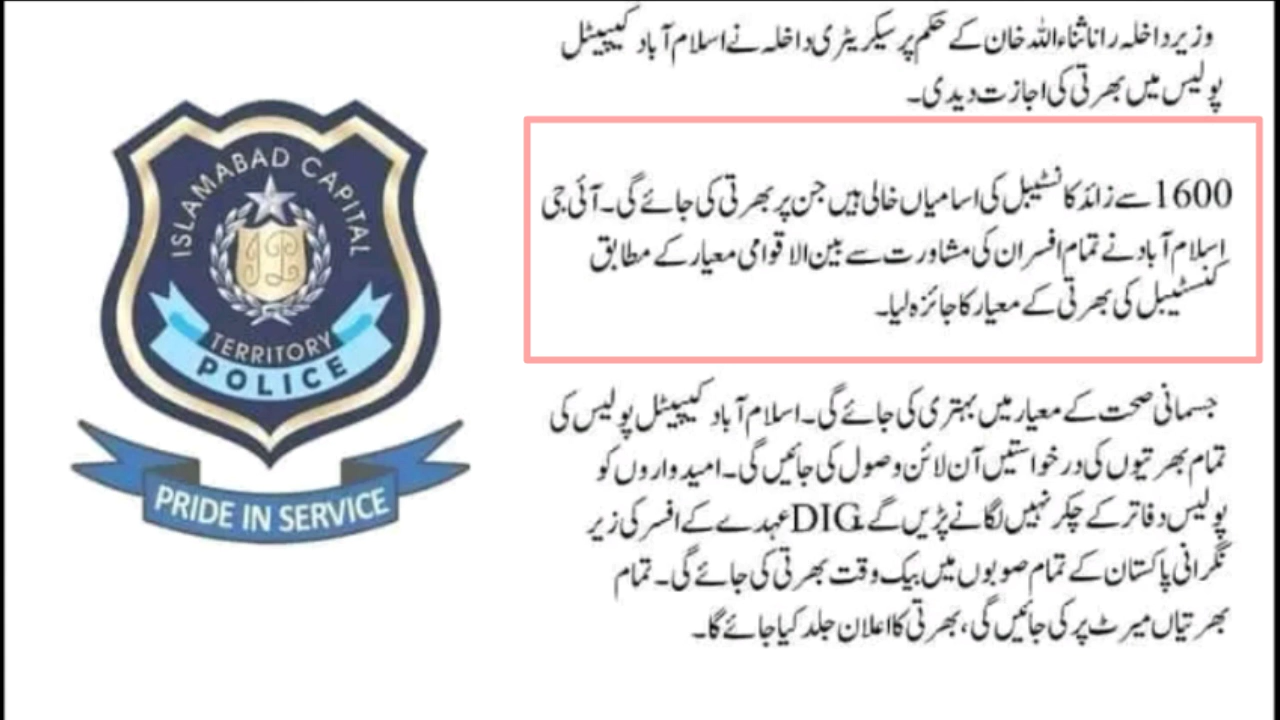 ISLAMABAD CAPITAL
TERRITORY
POLICE
PRIDE IN SERVICE
وزیرداخلہ راناثناءاللہ خان کے حکم پر سیکریٹری داخلہ نے اسلام آباد کیپیٹل
پولیس میں بھرتی کی اجازت دیدی۔
1600 سے زائد کانسٹیبل کی اسامیاں خالی ہیں جن پر بھرتی کی جائے گی۔ آئی جی
اسلام آباد نے تمام افسران کی مشاورت سے بین الاقوامی معیار کے مطابق
کنسٹیبل کی بھرتی کے معیار کا جائزہ لیا۔
جسمانی صحت کے معیار میں بہتری کی جائے گی۔ اسلام آباد کیپیٹل پولیس کی
تمام بھرتیوں کی درخواستیں آن لائن وصول کی جائیں گی۔ امیدواروں کو
پولیس دفاتر کے چکر نہیں لگانے پڑیں گے DIG عہدے کے افسر کی زیر
نگرانی پاکستان کے تمام صوبوں میں بیک وقت بھرتی کی جائے گی۔ تمام
بھرتیاں میرٹ پر کی جائیں گی، بھرتی کا اعلان جلد کیا جائے گا۔